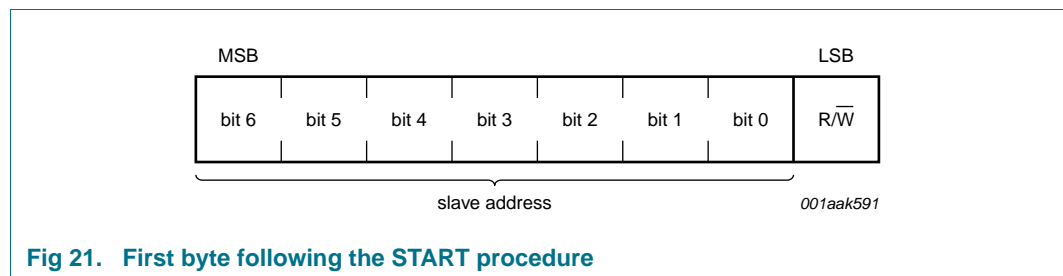 MSB LSB
bit 6 bit 5 bit 4 bit 3 bit 2 bit 1 bit 0 R/W̅
slave address 001aak591
Fig 21. First byte following the START procedure